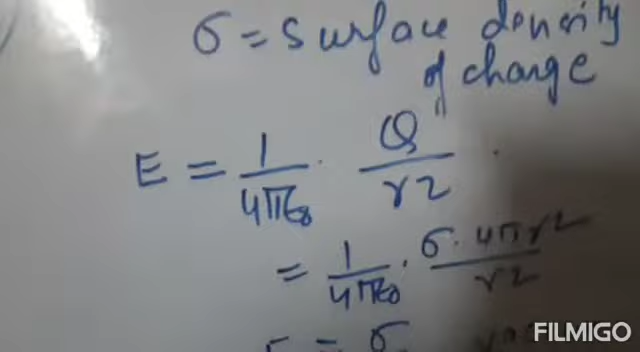 σ = Surface density
of charge
E = 1/4πε₀ · Q/r2
= 1/4πε₀ · σ·4πr2/r2
E = σ
FILMIGO